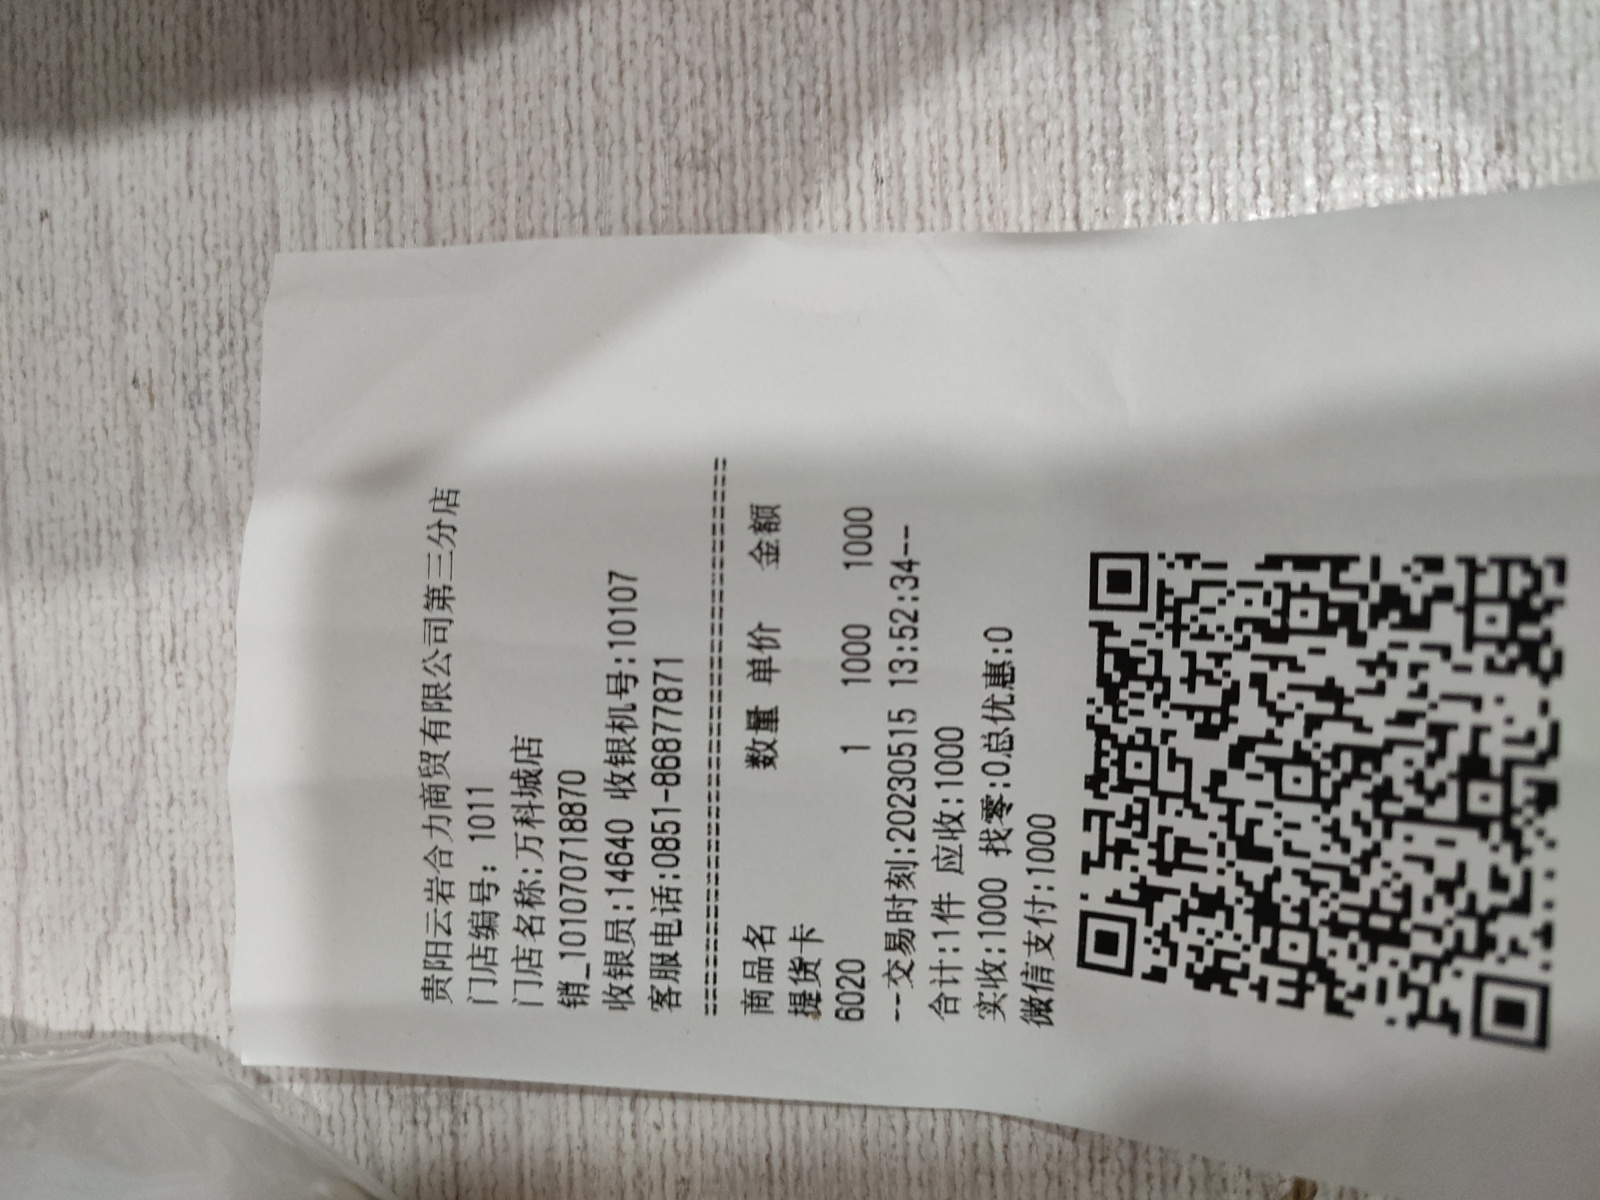 贵阳云岩合力商贸有限公司第三分店
门店编号: 1011
门店名称:万科城店
销_101070718870
收银员:14640 收银机号:10107
客服电话:0851-86877871
================================
商品名 数量 单价 金额
提货卡
6020 1 1000 1000
--交易时刻:20230515 13:52:34--
合计:1件 应收:1000
实收:1000 找零:0总优惠:0
微信支付:1000